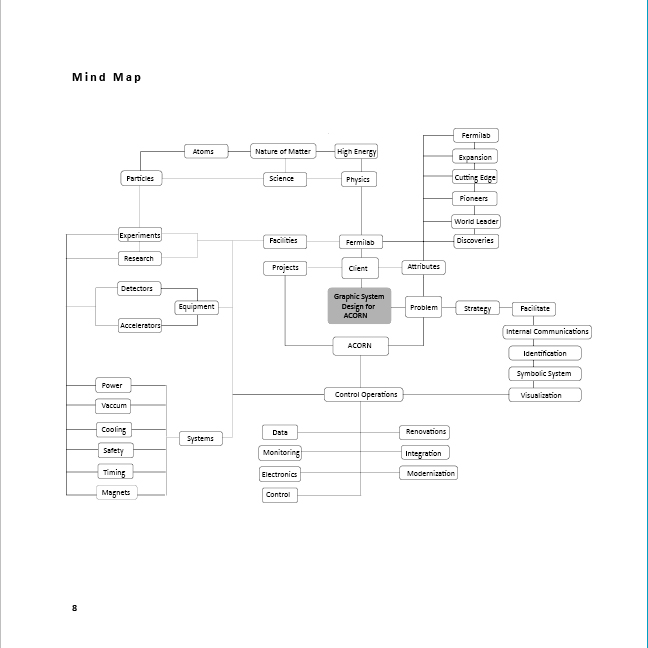 Mind Map
Fermilab
Atoms
Nature of Matter
High Energy
Expansion
Particles
Science
Physics
Cutting Edge
Pioneers
World Leader
Experiments
Facilities
Fermilab
Discoveries
Research
Projects
Client
Attributes
Detectors
Graphic System
Design for
ACORN
Equipment
Problem
Strategy
Facilitate
Accelerators
Internal Communications
ACORN
Identification
Symbolic System
Power
Control Operations
Visualization
Vaccum
Cooling
Data
Renovations
Systems
Safety
Monitoring
Integration
Timing
Electronics
Modernization
Magnets
Control
8